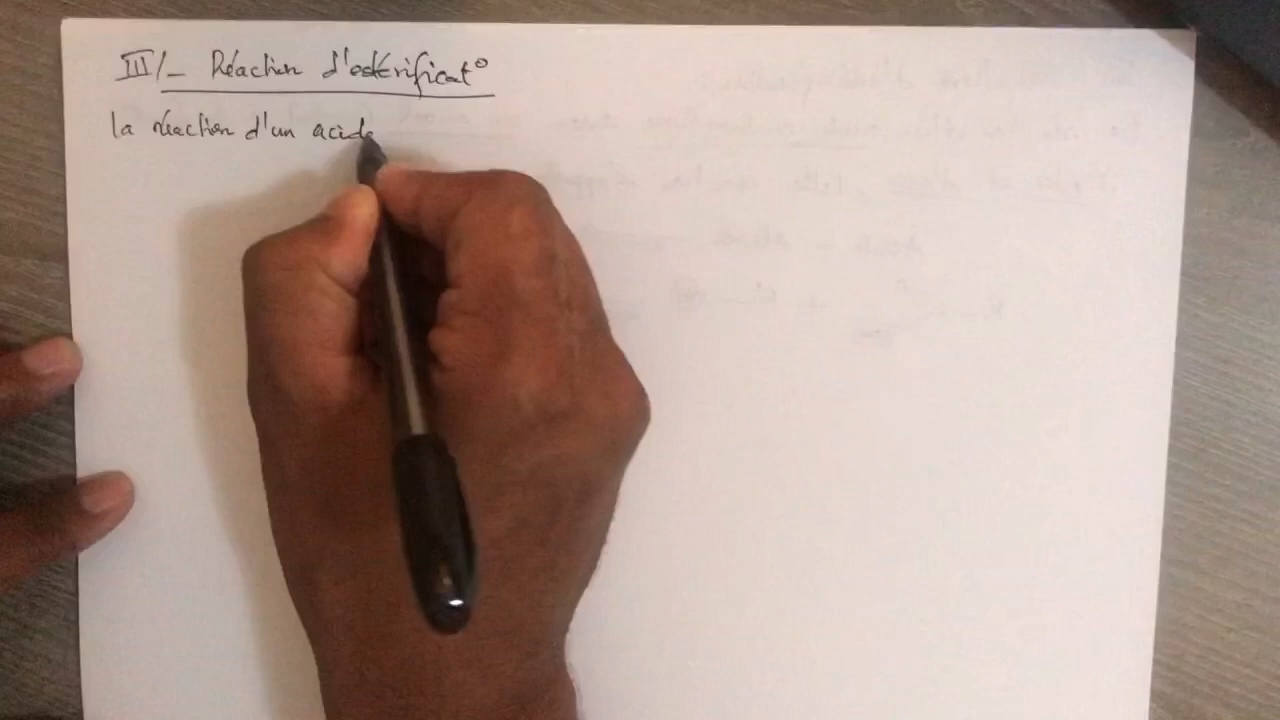 III/_ Réaction d'estérificat°
la réaction d'un acide